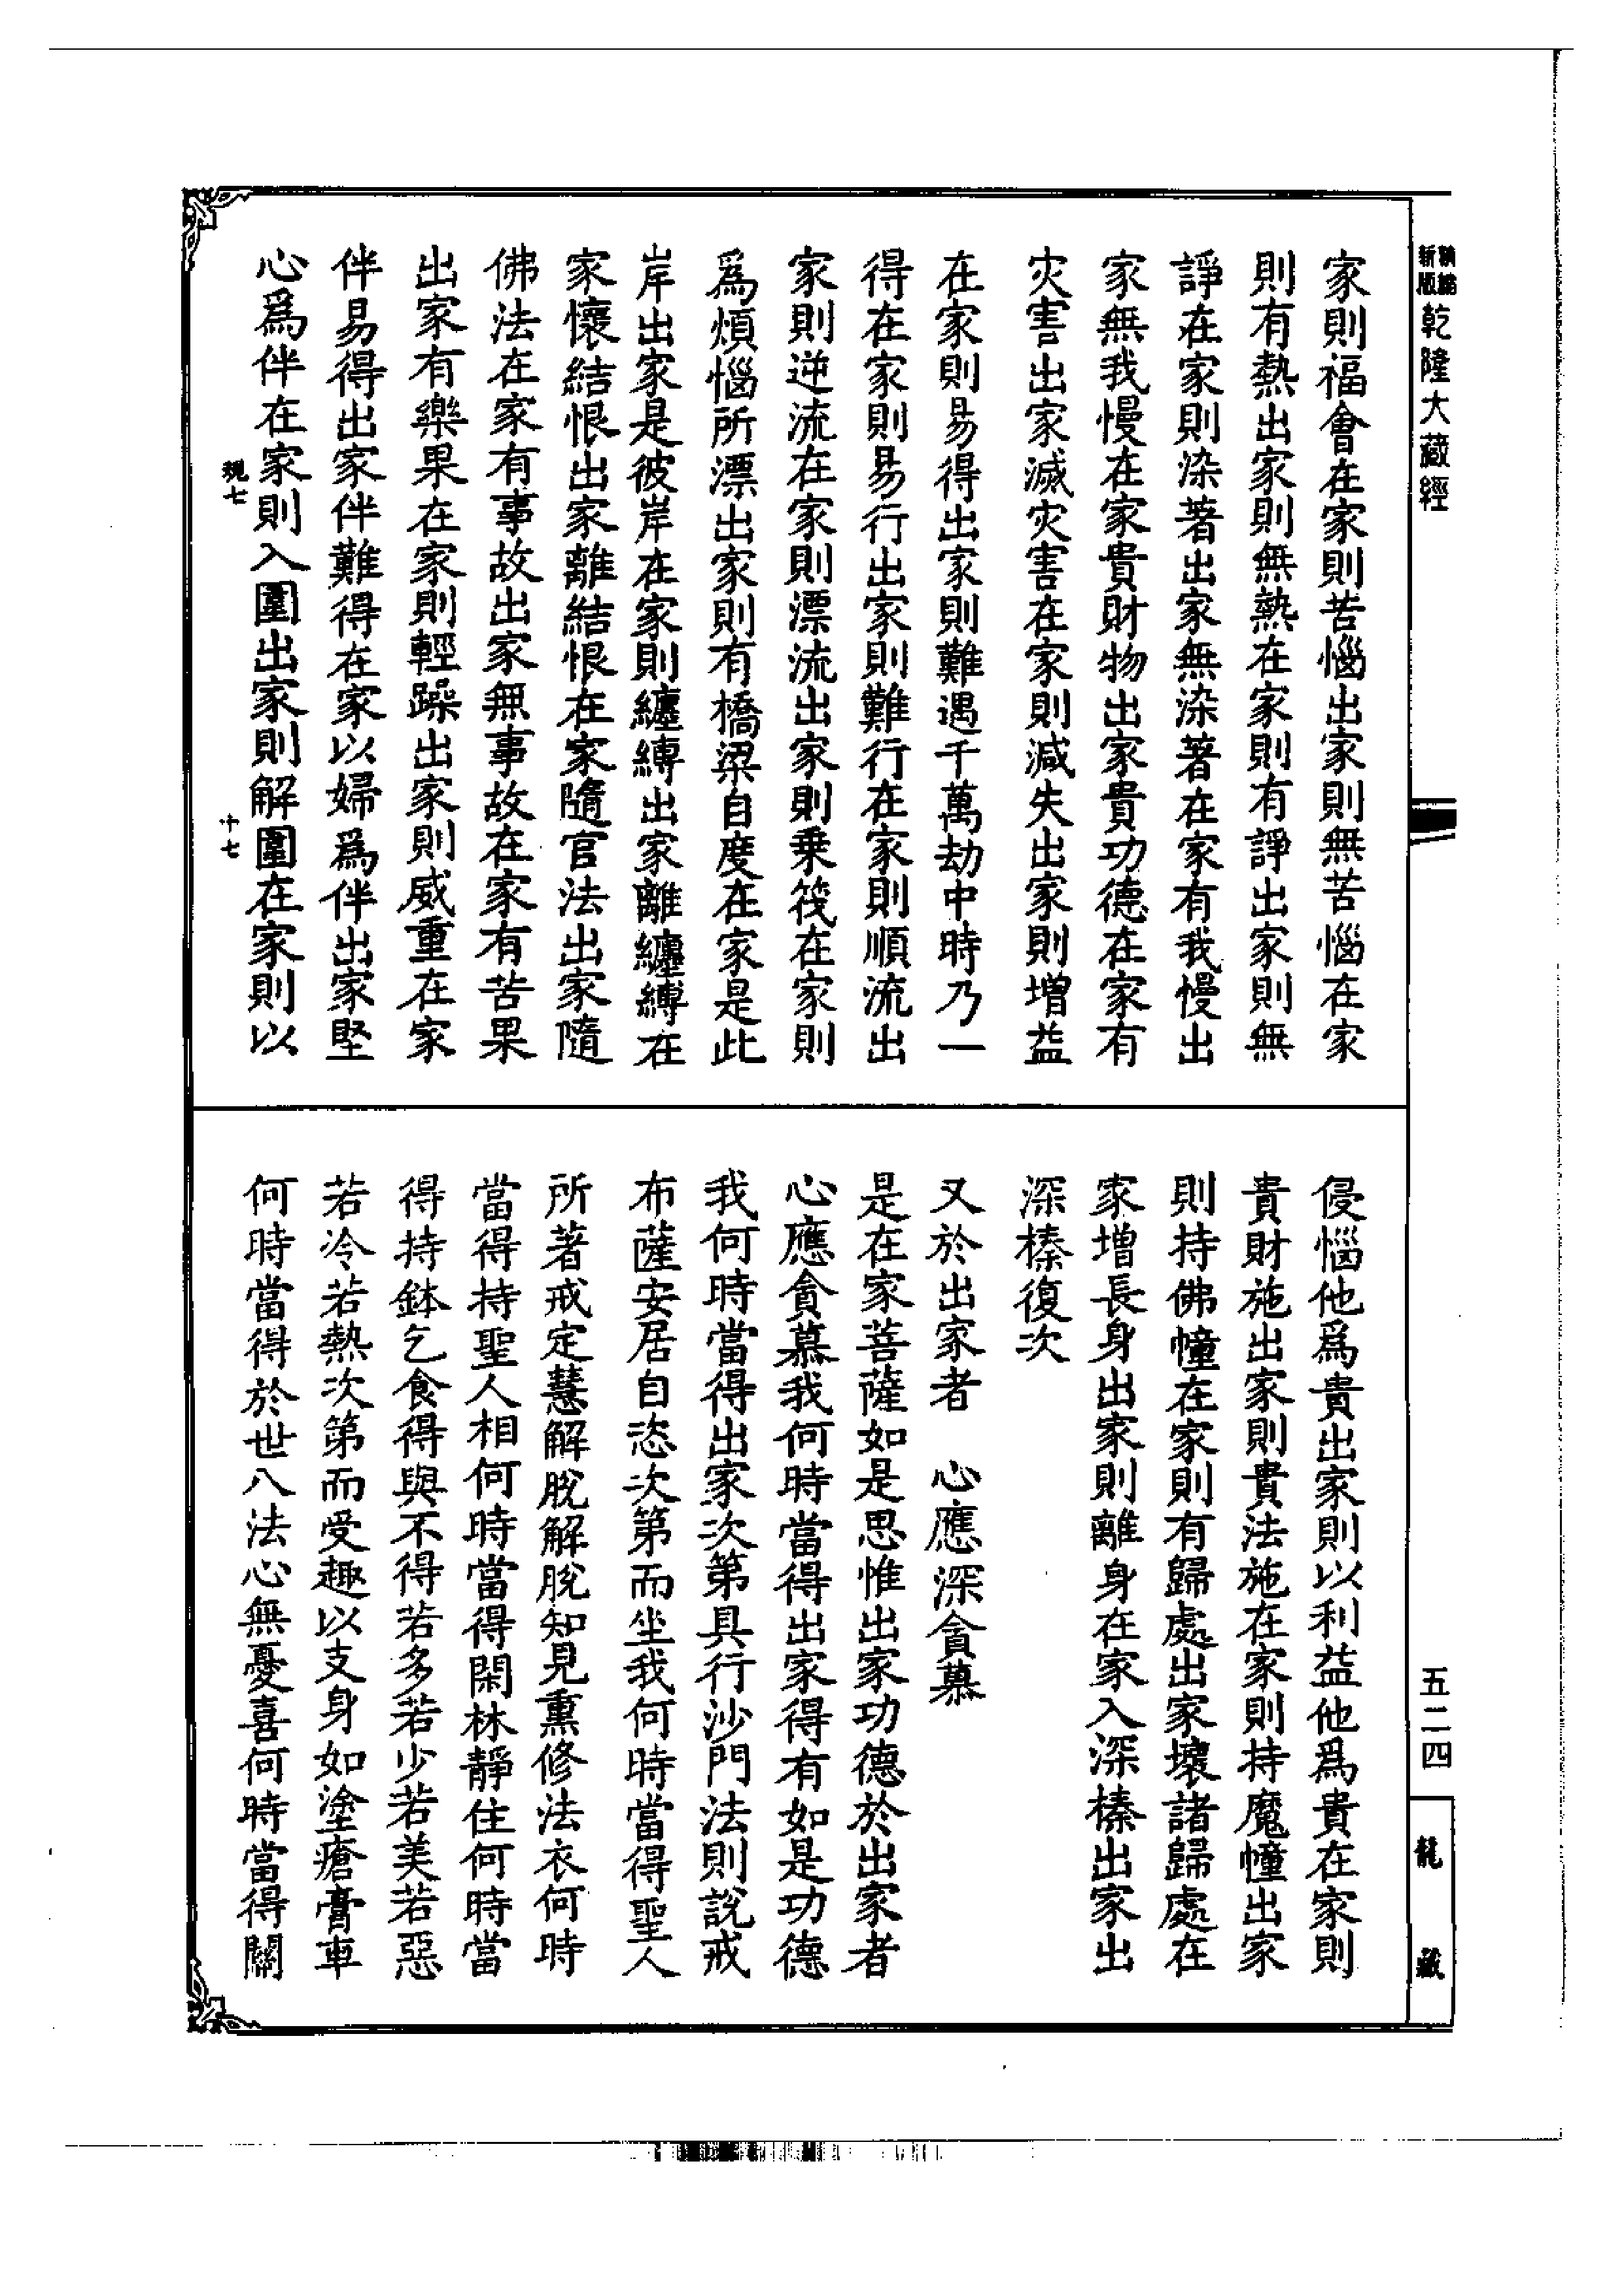 新編
新版
乾隆大藏經
五二四
龍藏
家則福會在家則苦惱出家則無苦惱在家
則有熱出家則無熱在家則有諍出家則無
諍在家則染著出家無染著在家有我慢出
家無我慢在家貴財物出家貴功德在家有
灾害出家滅灾害在家則減失出家則增益
在家則易得出家則難遇千萬劫中時乃一
得在家則易行出家則難行在家則順流出
家則逆流在家則漂流出家則乗筏在家則
爲煩惱所漂出家則有橋梁自度在家是此
岸出家是彼岸在家則纏縛出家離纏縛在
家懷結恨出家離結恨在家隨官法出家隨
佛法在家有事故出家無事故在家有苦果
出家有樂果在家則輕躁出家則威重在家
伴易得出家伴難得在家以婦爲伴出家堅
心爲伴在家則入圍出家則解圍在家則以
覌七
十七
侵惱他爲貴出家則以利益他爲貴在家則
貴財施出家則貴法施在家則持魔幢出家
則持佛幢在家則有歸處出家壞諸歸處在
家增長身出家則離身在家入深榛出家出
深榛復次
又於出家者　心應深貪慕
是在家菩薩如是思惟出家功德於出家者
心應貪慕我何時當得出家得有如是功德
我何時當得出家次第具行沙門法則說戒
布薩安居自恣次第而坐我何時當得聖人
所著戒定慧解脫解脫知見熏修法衣何時
當得持聖人相何時當得閑林靜住何時當
得持鉢乞食得與不得若多若少若美若惡
若冷若熱次第而受趣以支身如塗瘡膏車
何時當得於世八法心無憂喜何時當得關